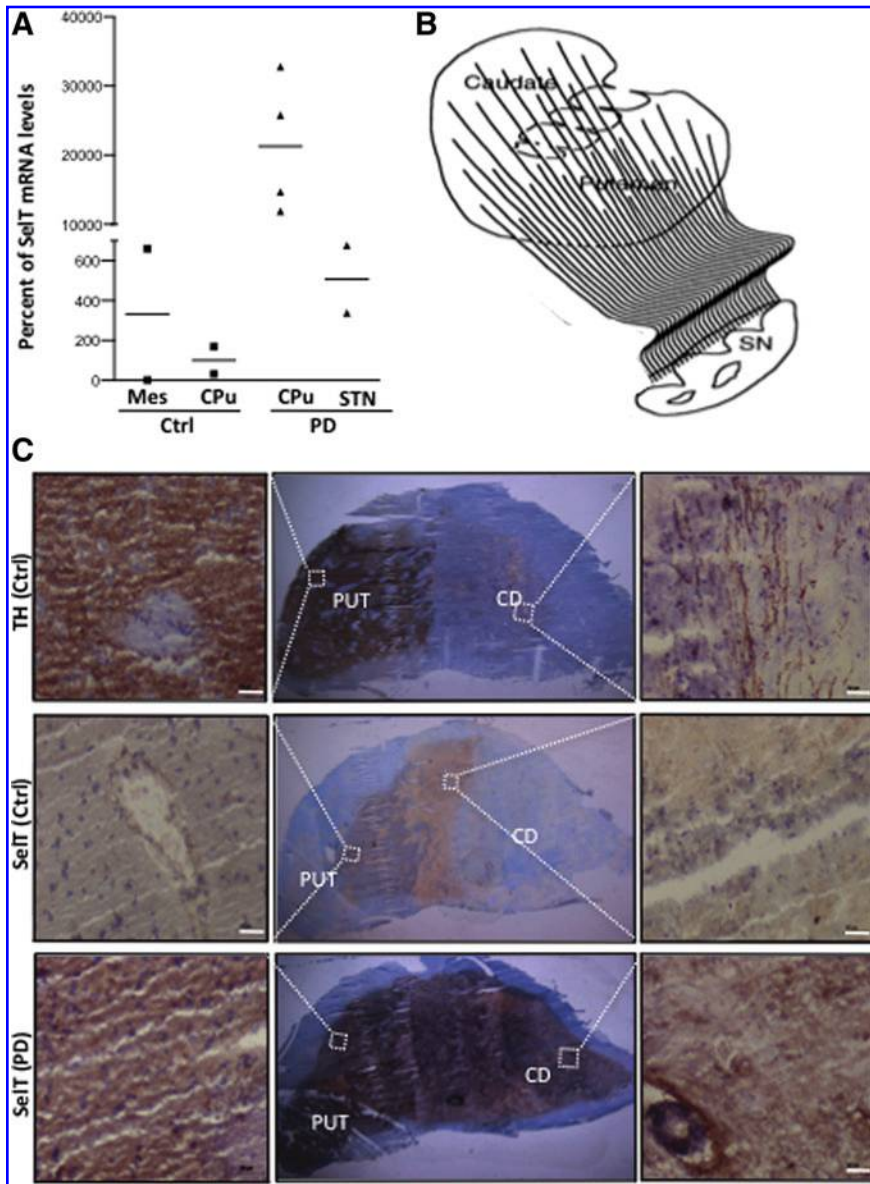 A
B
Percent of SelT mRNA levels
40000
30000
20000
10000
600
400
200
0
Mes CPu CPu STN
Ctrl PD
Caudate
Putamen
SN
C
TH (Ctrl)
PUT
CD
SelT (Ctrl)
PUT
CD
SelT (PD)
PUT
CD